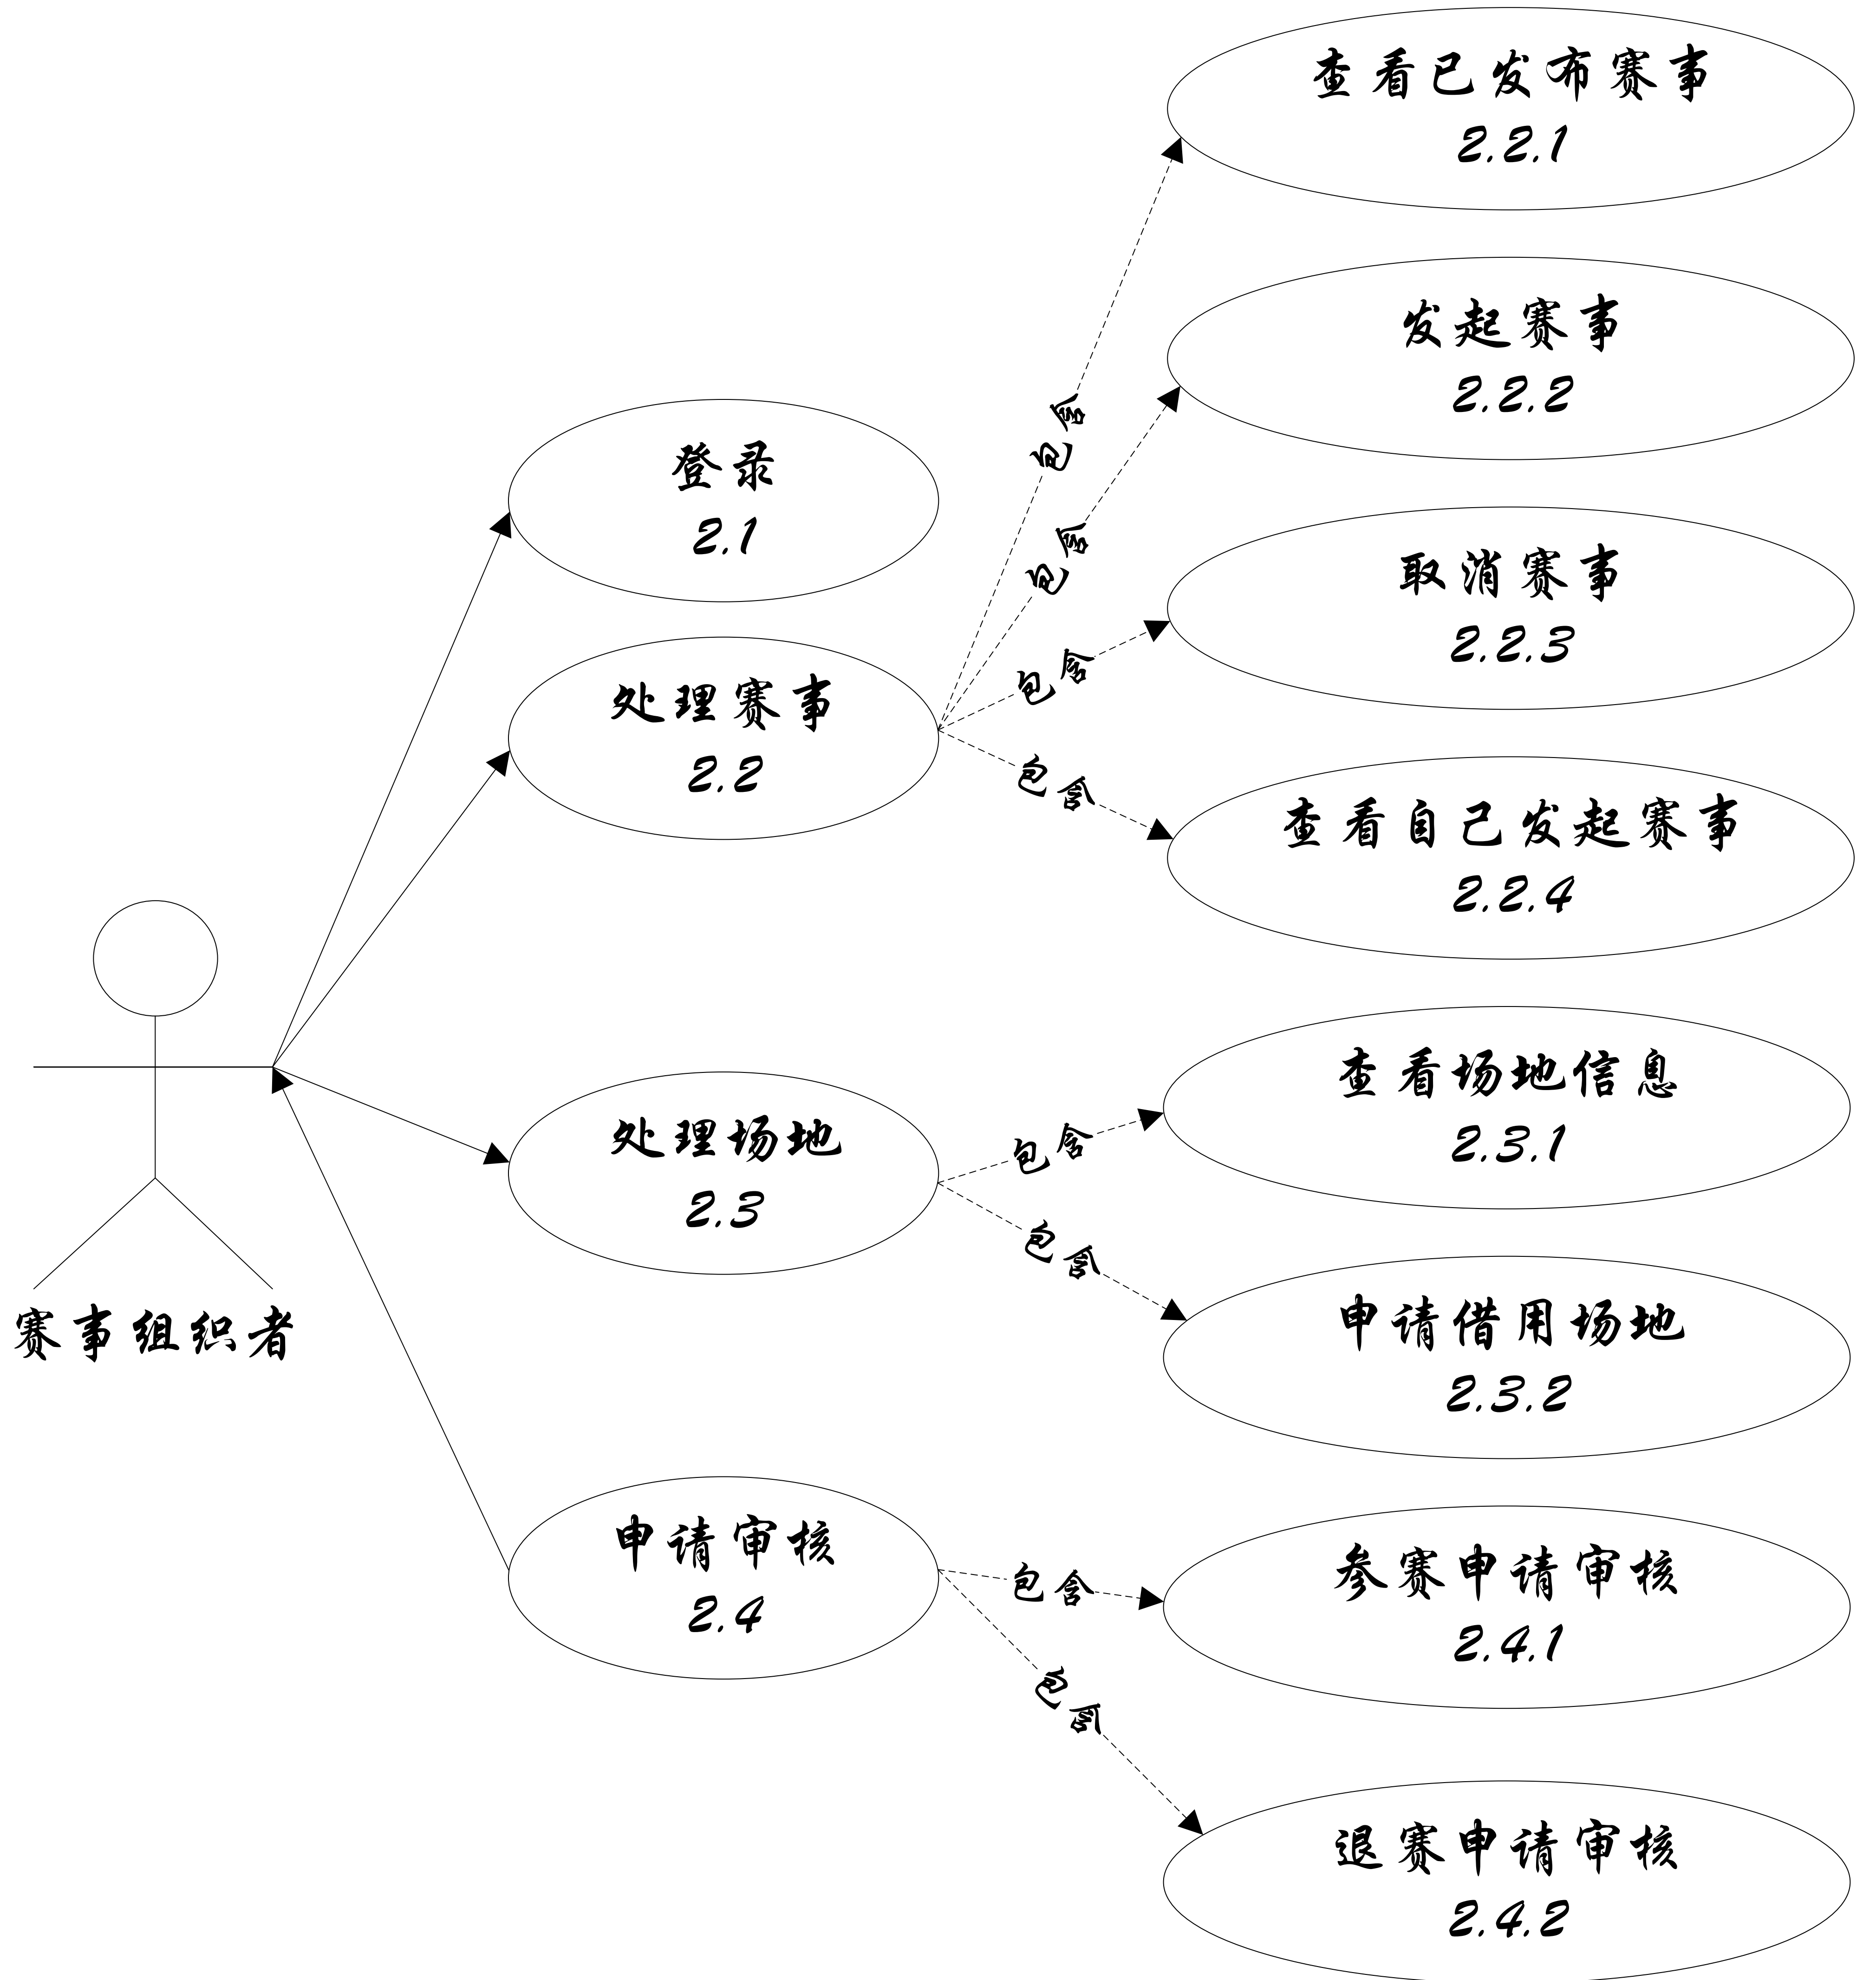 查看已发布赛事
2.2.1
发起赛事
2.2.2
包含
登录
2.1
包含
取消赛事
2.2.3
包含
处理赛事
2.2
包含
查看自己发起赛事
2.2.4
查看场地信息
2.3.1
包含
处理场地
2.3
包含
赛事组织者
申请借用场地
2.3.2
申请审核
2.4
包含
参赛申请审核
2.4.1
包含
退赛申请审核
2.4.2